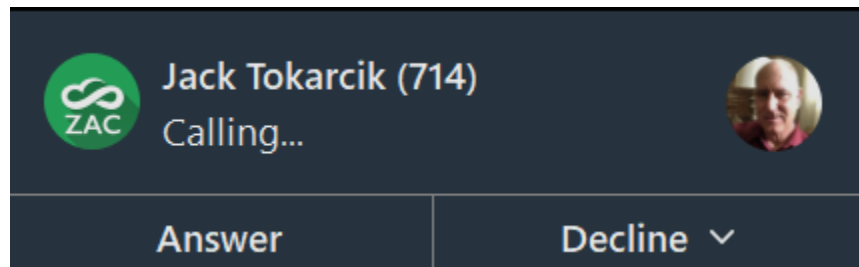 ZAC
Jack Tokarcik (714)
Calling...
Answer
Decline